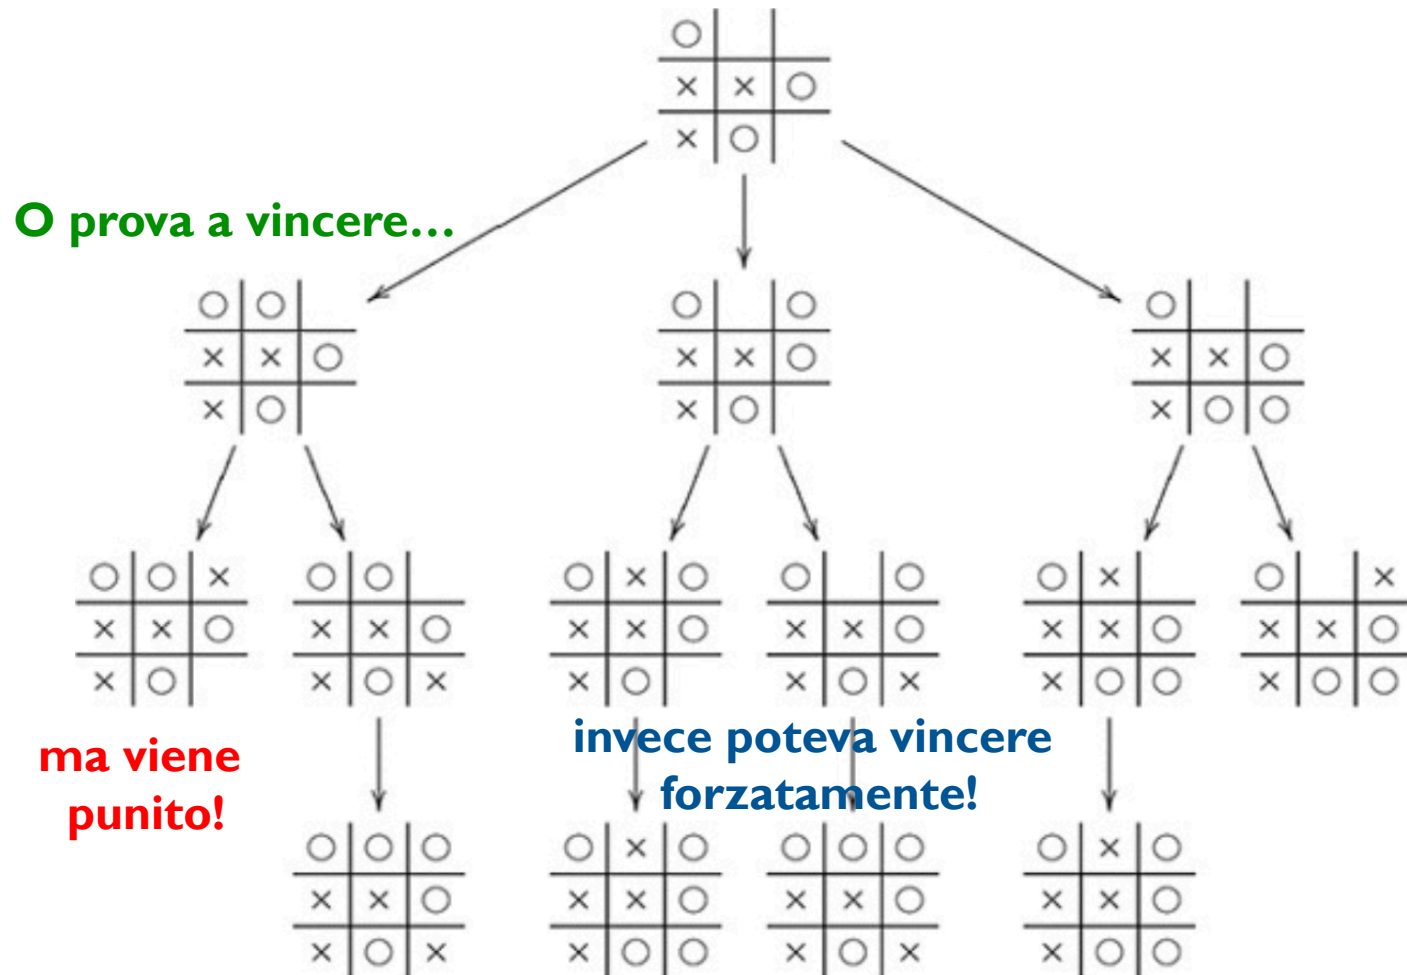 O prova a vincere...
ma viene
punito!
invece poteva vincere
forzatamente!